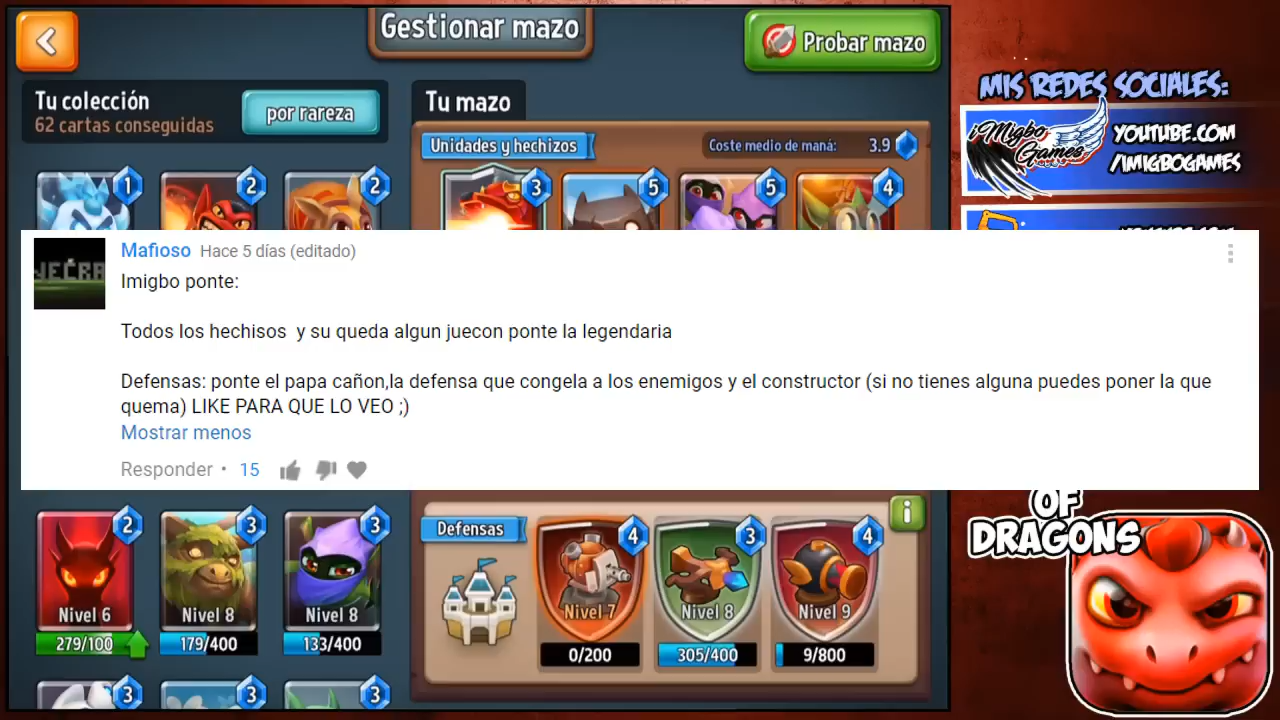 Gestionar mazo
Probar mazo
Tu colección
62 cartas conseguidas
por rareza
Tu mazo
Unidades y hechizos
Coste medio de maná: 3.9
1
2
2
3
5
5
4
MIS REDES SOCIALES:
iMigbo
Games
YOUTUBE.COM
/IMIGBOGAMES
Mafioso Hace 5 días (editado)
Imigbo ponte:
Todos los hechisos y su queda algun juecon ponte la legendaria
Defensas: ponte el papa cañon,la defensa que congela a los enemigos y el constructor (si no tienes alguna puedes poner la que
quema) LIKE PARA QUE LO VEO ;)
Mostrar menos
Responder • 15
2
3
3
Nivel 6
Nivel 8
Nivel 8
279/100
179/400
133/400
3
3
3
Defensas
i
4
3
4
Nivel 7
Nivel 8
Nivel 9
0/200
305/400
9/800
OF
DRAGONS